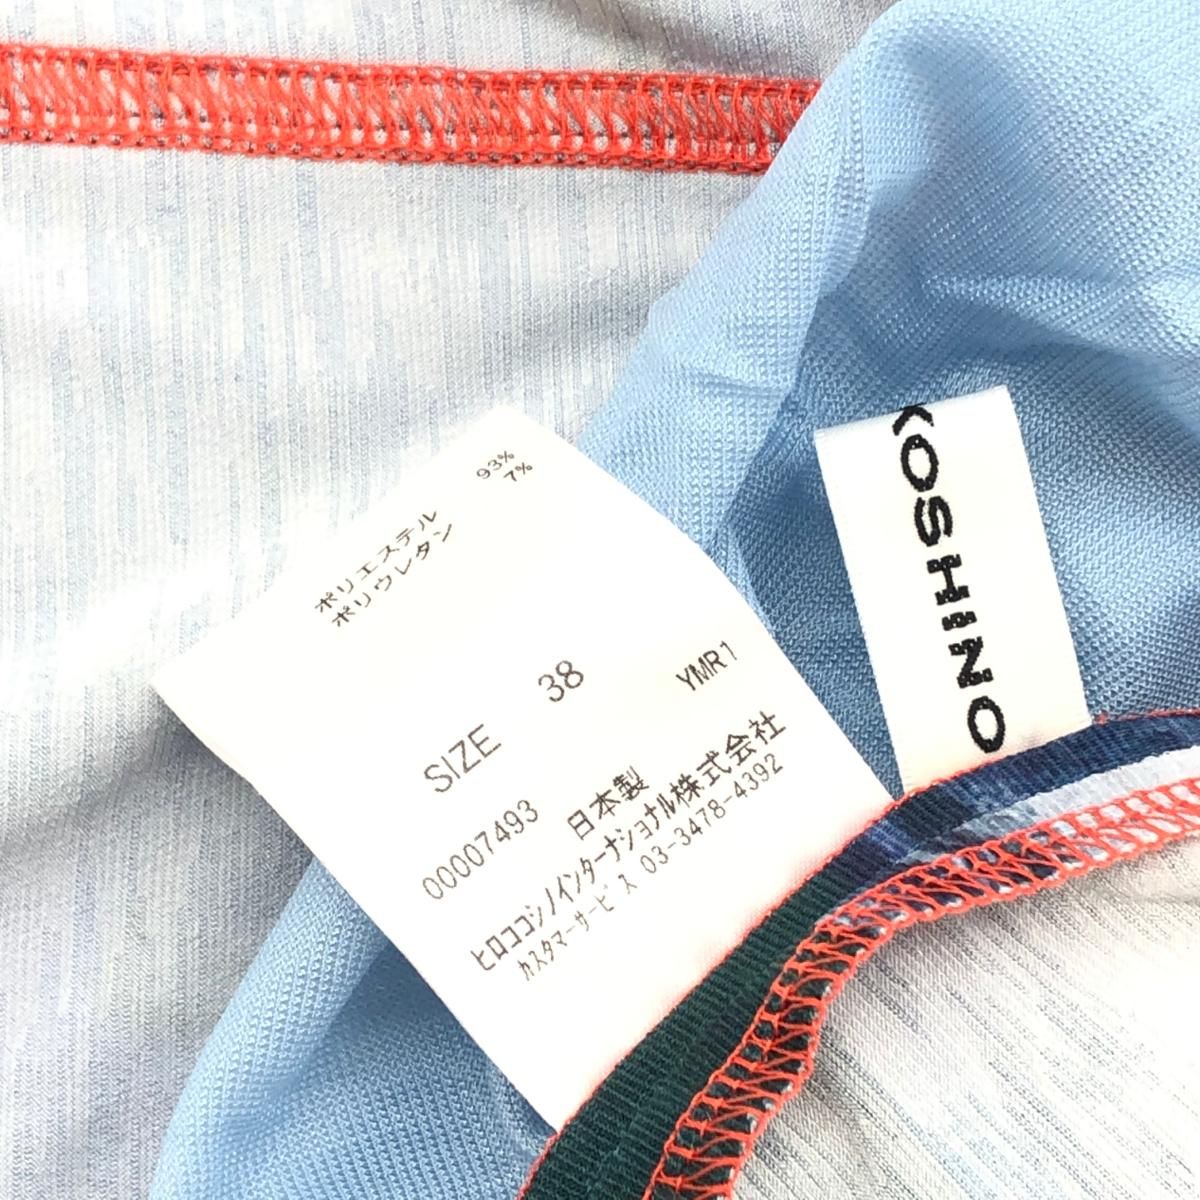 ポリエステル 93%
ポリウレタン 7%
SIZE 38
00007493 YMR1
日本製
ヒロココシノインターナショナル株式会社
カスタマーサービス 03-3478-4392
KOSHINO